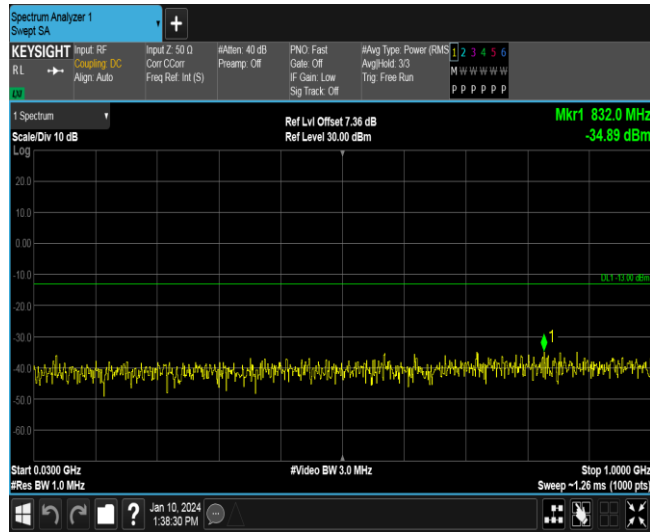 Spectrum Analyzer 1
Swept SA
+
KEYSIGHT Input: RF Input Z: 50 Ω #Atten: 40 dB PNO: Fast #Avg Type: Power (RMS 1 2 3 4 5 6
RL Coupling: DC Corr CCorr Preamp: Off Gate: Off Avg|Hold: 3/3 M W W W W W
Align: Auto Freq Ref: Int (S) IF Gain: Low Trig: Free Run
LXI Sig Track: Off P P P P P P
1 Spectrum
Ref Lvl Offset 7.36 dB Mkr1 832.0 MHz
Scale/Div 10 dB Ref Level 30.00 dBm -34.89 dBm
Log
20.0
10.0
0.00
-10.0
DL1 -13.00 dBm
-20.0
-30.0
1
-40.0
-50.0
-60.0
Start 0.0300 GHz #Video BW 3.0 MHz Stop 1.0000 GHz
#Res BW 1.0 MHz Sweep ~1.26 ms (1000 pts)
? Jan 10, 2024
1:38:30 PM